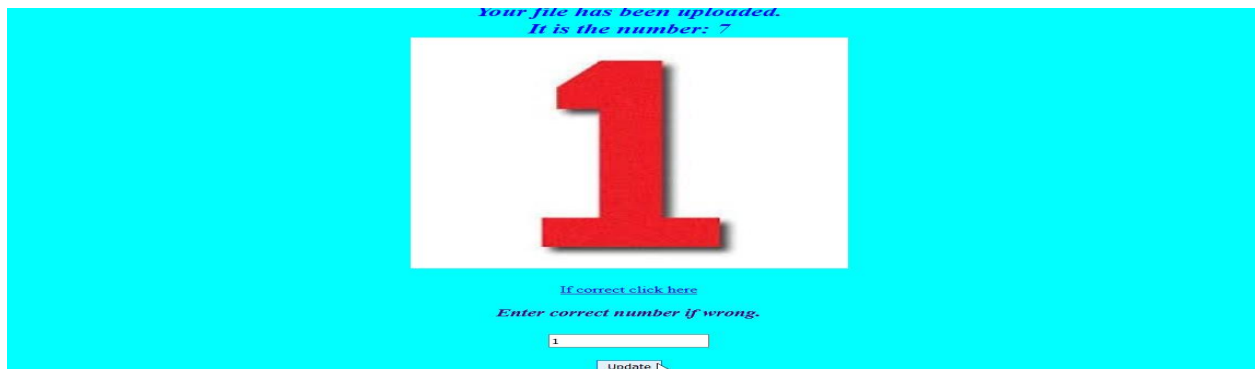 Your file has been uploaded.
It is the number: 7
1
If correct click here
Enter correct number if wrong.
1
Update